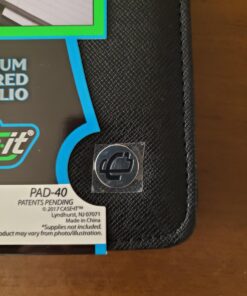 UM
RED
LIO
-it
PAD-40
PATENTS PENDING
© 2017 CASE•IT™
Lyndhurst, NJ 07071
Made in China
*Supplies not included.
oduct may vary from photo/illustration.